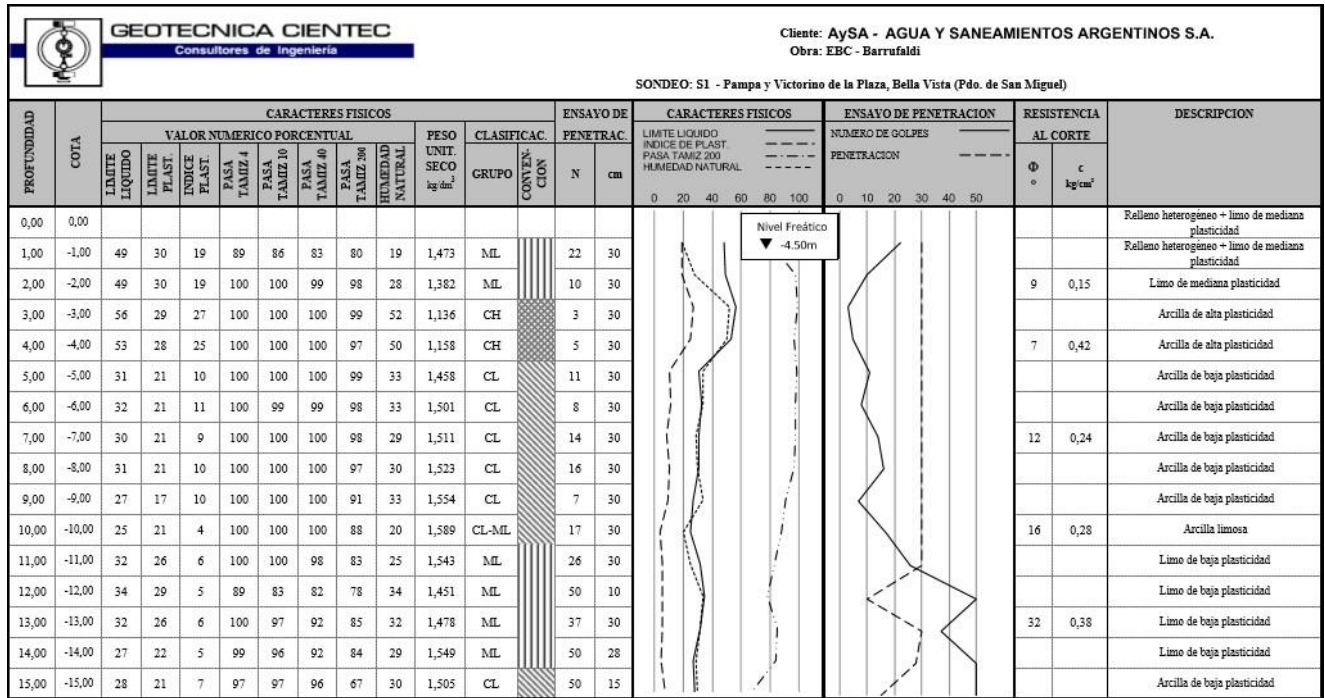 GEOTECNICA CIENTEC
Consultores de Ingeniería
Cliente: AySA - AGUA Y SANEAMIENTOS ARGENTINOS S.A.
Obra: EBC - Barrufaldi
SONDEO: S1 - Pampa y Victorino de la Plaza, Bella Vista (Pdo. de San Miguel)
PROFUNDIDAD COTA CARACTERES FISICOS ENSAYO DE PENETRAC. CARACTERES FISICOS ENSAYO DE PENETRACION RESISTENCIA AL CORTE DESCRIPCION
VALOR NUMERICO PORCENTUAL PESO UNIT. SECO kg/dm³ CLASIFICAC.
LIMITE LIQUIDO LIMITE PLAST. INDICE PLAST. PASA TAMIZ 4 PASA TAMIZ 10 PASA TAMIZ 40 PASA TAMIZ 200 HUMEDAD NATURAL GRUPO CONVEN-CION N cm
LIMITE LIQUIDO
INDICE DE PLAST.
PASA TAMIZ 200
HUMEDAD NATURAL
0 20 40 60 80 100
NUMERO DE GOLPES
PENETRACION
0 10 20 30 40 50
Φ ° c kg/cm²
Nivel Freático
▼ -4.50m
0,00 0,00 Relleno heterogéneo + limo de mediana plasticidad
1,00 -1,00 49 30 19 89 86 83 80 19 1,473 ML 22 30 Relleno heterogéneo + limo de mediana plasticidad
2,00 -2,00 49 30 19 100 100 99 98 28 1,382 ML 10 30 9 0,15 Limo de mediana plasticidad
3,00 -3,00 56 29 27 100 100 100 99 52 1,136 CH 3 30 Arcilla de alta plasticidad
4,00 -4,00 53 28 25 100 100 100 97 50 1,158 CH 5 30 7 0,42 Arcilla de alta plasticidad
5,00 -5,00 31 21 10 100 100 100 99 33 1,458 CL 11 30 Arcilla de baja plasticidad
6,00 -6,00 32 21 11 100 99 99 98 33 1,501 CL 8 30 Arcilla de baja plasticidad
7,00 -7,00 30 21 9 100 100 100 98 29 1,511 CL 14 30 12 0,24 Arcilla de baja plasticidad
8,00 -8,00 31 21 10 100 100 100 97 30 1,523 CL 16 30 Arcilla de baja plasticidad
9,00 -9,00 27 17 10 100 100 100 91 33 1,554 CL 7 30 Arcilla de baja plasticidad
10,00 -10,00 25 21 4 100 100 100 88 20 1,589 CL-ML 17 30 16 0,28 Arcilla limosa
11,00 -11,00 32 26 6 100 100 98 83 25 1,543 ML 26 30 Limo de baja plasticidad
12,00 -12,00 34 29 5 89 83 82 78 34 1,451 ML 50 10 Limo de baja plasticidad
13,00 -13,00 32 26 6 100 97 92 85 32 1,478 ML 37 30 32 0,38 Limo de baja plasticidad
14,00 -14,00 27 22 5 99 96 92 84 29 1,549 ML 50 28 Limo de baja plasticidad
15,00 -15,00 28 21 7 97 97 96 67 30 1,505 CL 50 15 Arcilla de baja plasticidad